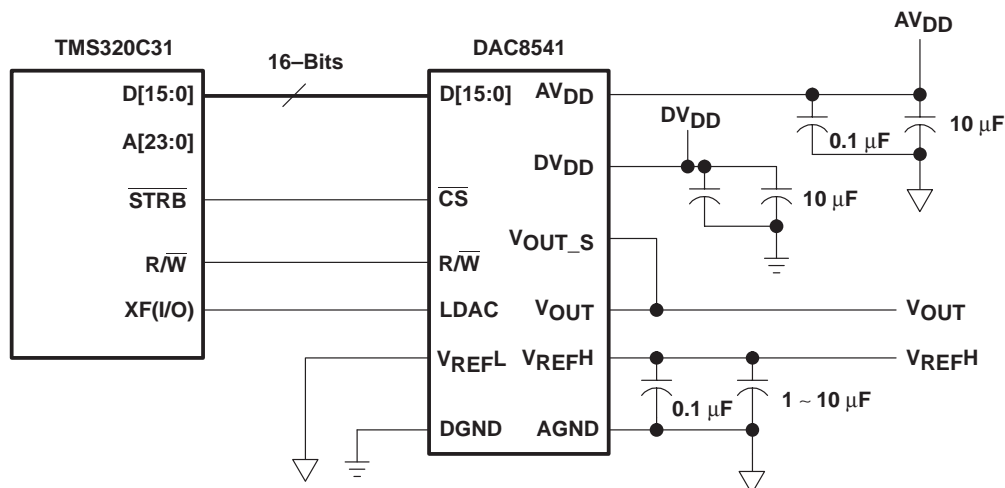 AVDD
TMS320C31
16–Bits
DAC8541
D[15:0]
D[15:0]
AVDD
A[23:0]
DVDD
0.1 μF
10 μF
DVDD
STRB
CS
10 μF
VOUT_S
R/W
R/W
XF(I/O)
LDAC
VOUT
VOUT
VREFL
VREFH
VREFH
0.1 μF
1 ~ 10 μF
DGND
AGND